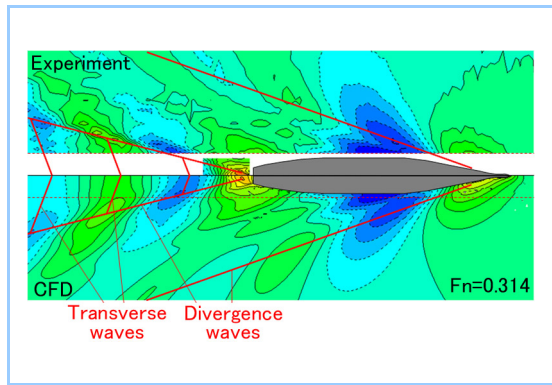 Experiment
CFD
Fn=0.314
Transverse
waves
Divergence
waves